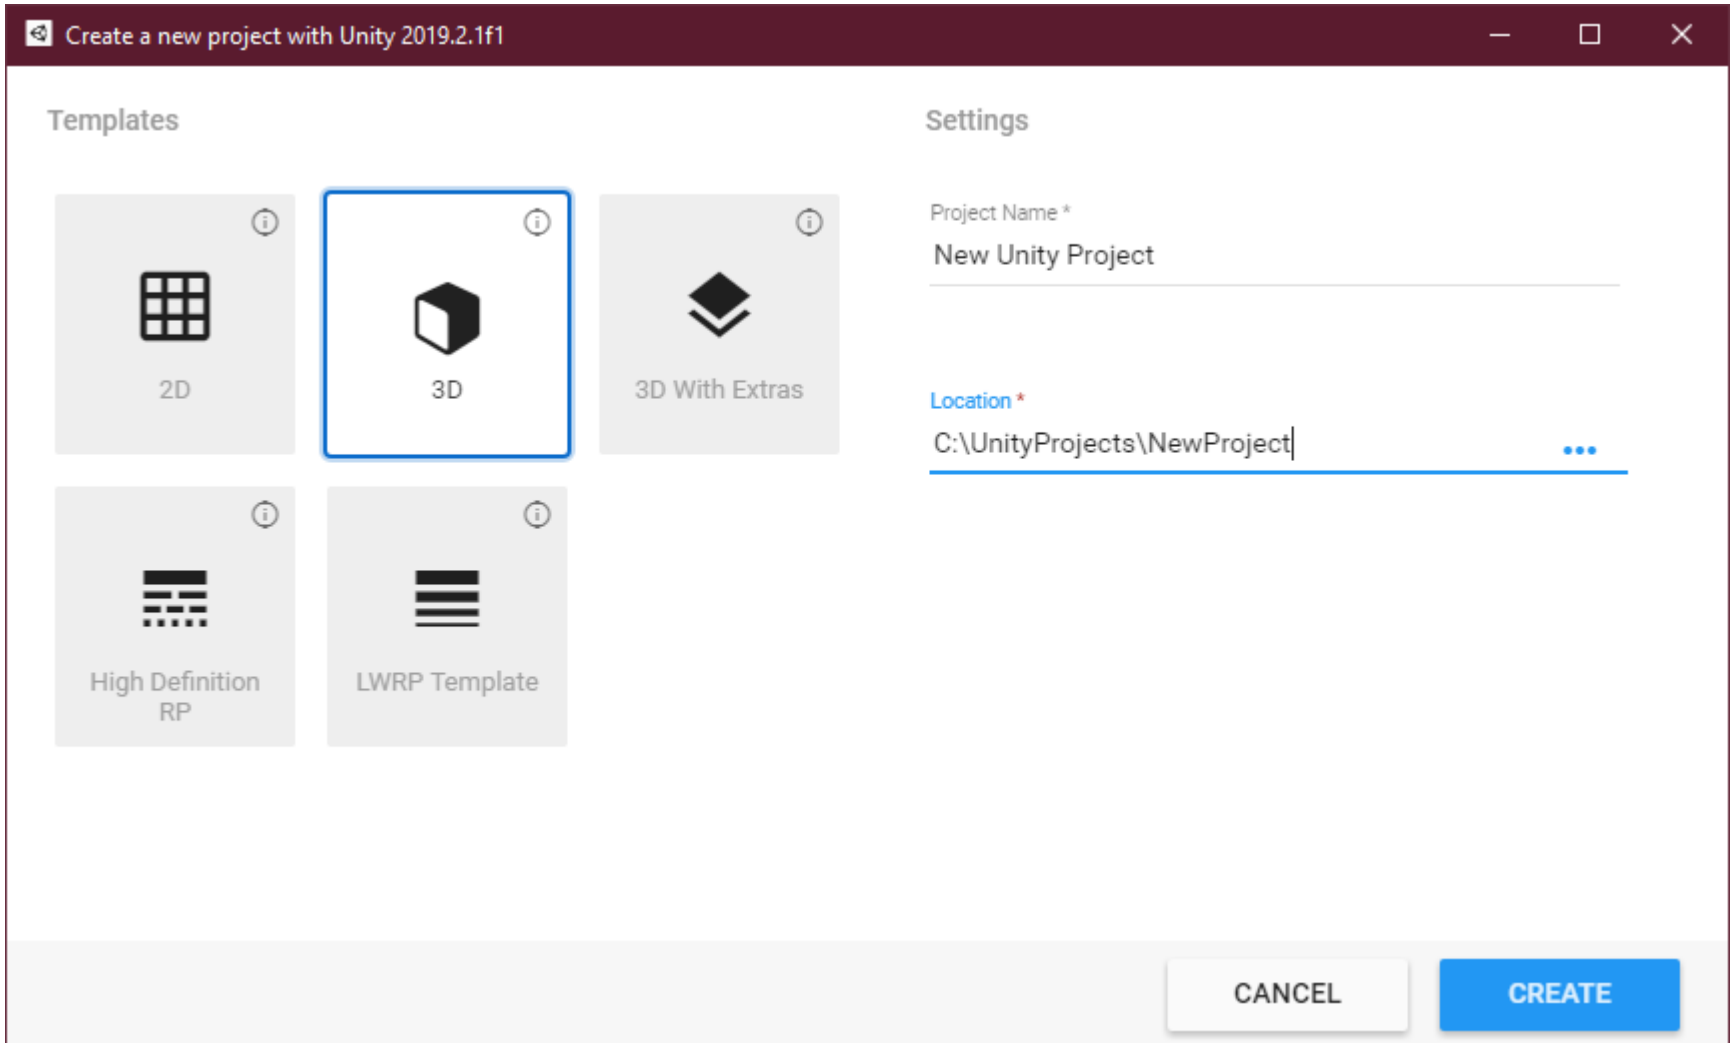 Create a new project with Unity 2019.2.1f1
Templates
2D
3D
3D With Extras
High Definition
RP
LWRP Template
Settings
Project Name *
New Unity Project
Location *
C:\UnityProjects\NewProject
CANCEL
CREATE